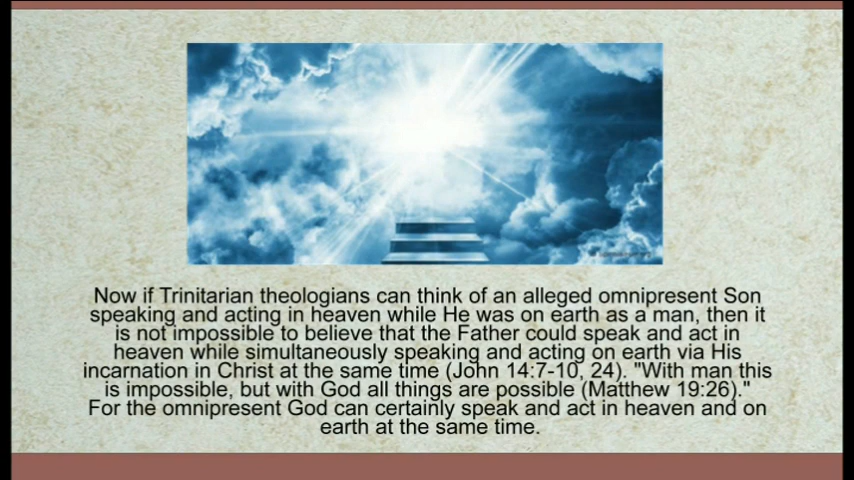 Now if Trinitarian theologians can think of an alleged omnipresent Son
speaking and acting in heaven while He was on earth as a man, then it
is not impossible to believe that the Father could speak and act in
heaven while simultaneously speaking and acting on earth via His
incarnation in Christ at the same time (John 14:7-10, 24). "With man this
is impossible, but with God all things are possible (Matthew 19:26)."
For the omnipresent God can certainly speak and act in heaven and on
earth at the same time.